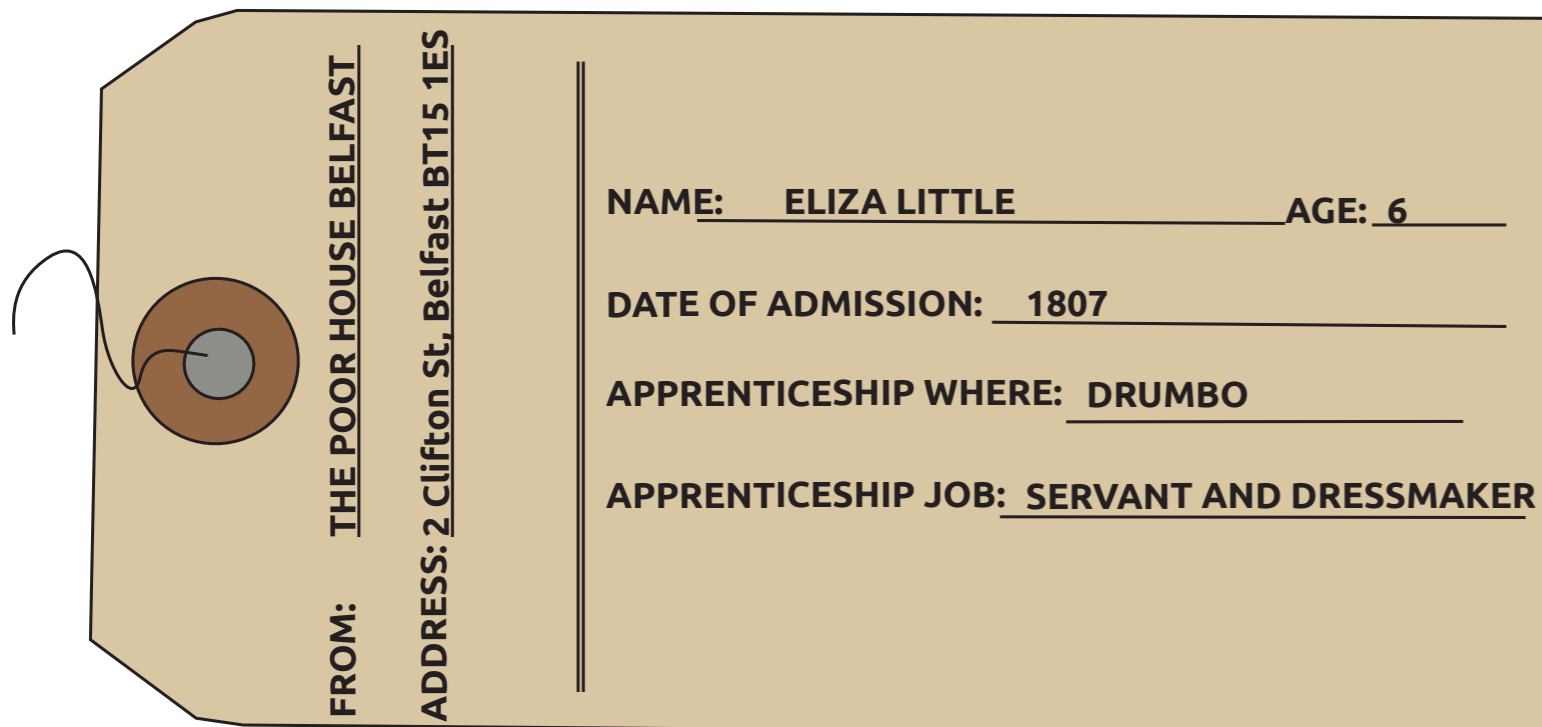 FROM: THE POOR HOUSE BELFAST
ADDRESS: 2 Clifton St, Belfast BT15 1ES
NAME: ELIZA LITTLE AGE: 6
DATE OF ADMISSION: 1807
APPRENTICESHIP WHERE: DRUMBO
APPRENTICESHIP JOB: SERVANT AND DRESSMAKER